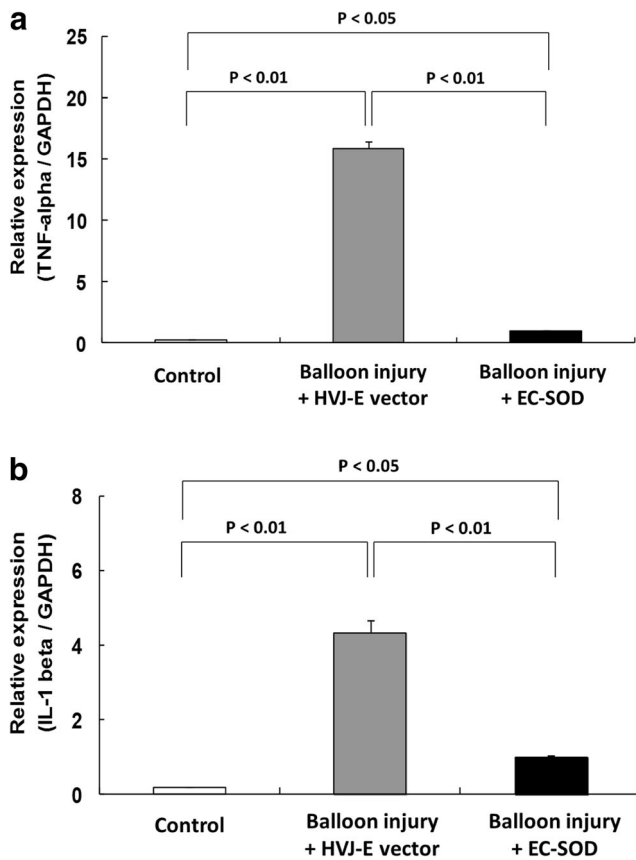 a
P < 0.05
P < 0.01
P < 0.01
Relative expression
(TNF-alpha / GAPDH)
25
20
15
10
5
0
Control
Balloon injury
+ HVJ-E vector
Balloon injury
+ EC-SOD
b
P < 0.05
P < 0.01
P < 0.01
Relative expression
(IL-1 beta / GAPDH)
8
6
4
2
0
Control
Balloon injury
+ HVJ-E vector
Balloon injury
+ EC-SOD